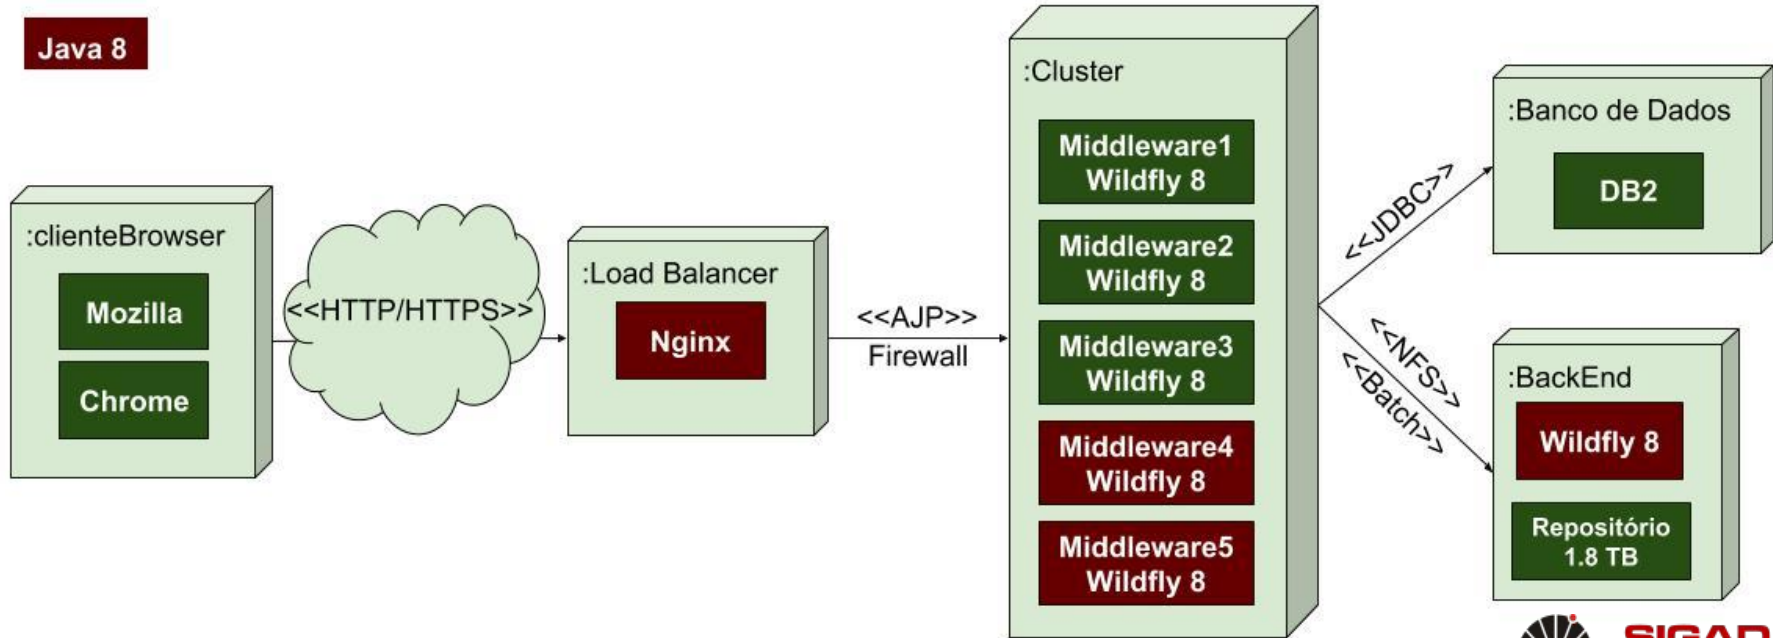 Java 8
:clienteBrowser
Mozilla
Chrome
<<HTTP/HTTPS>>
:Load Balancer
Nginx
<<AJP>>
Firewall
:Cluster
Middleware1
Wildfly 8
Middleware2
Wildfly 8
Middleware3
Wildfly 8
Middleware4
Wildfly 8
Middleware5
Wildfly 8
<<JDBC>>
<<NFS>>
<<Batch>>
:Banco de Dados
DB2
:BackEnd
Wildfly 8
Repositório
1.8 TB
SIGAD